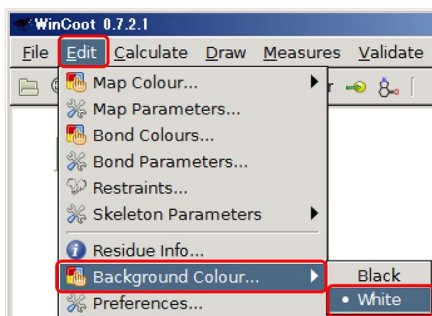 WinCoot 0.7.2.1
File Edit Calculate Draw Measures Validate
Map Colour...
Map Parameters...
Bond Colours...
Bond Parameters...
Restraints...
Skeleton Parameters
Residue Info...
Background Colour...
Black
White
Preferences...